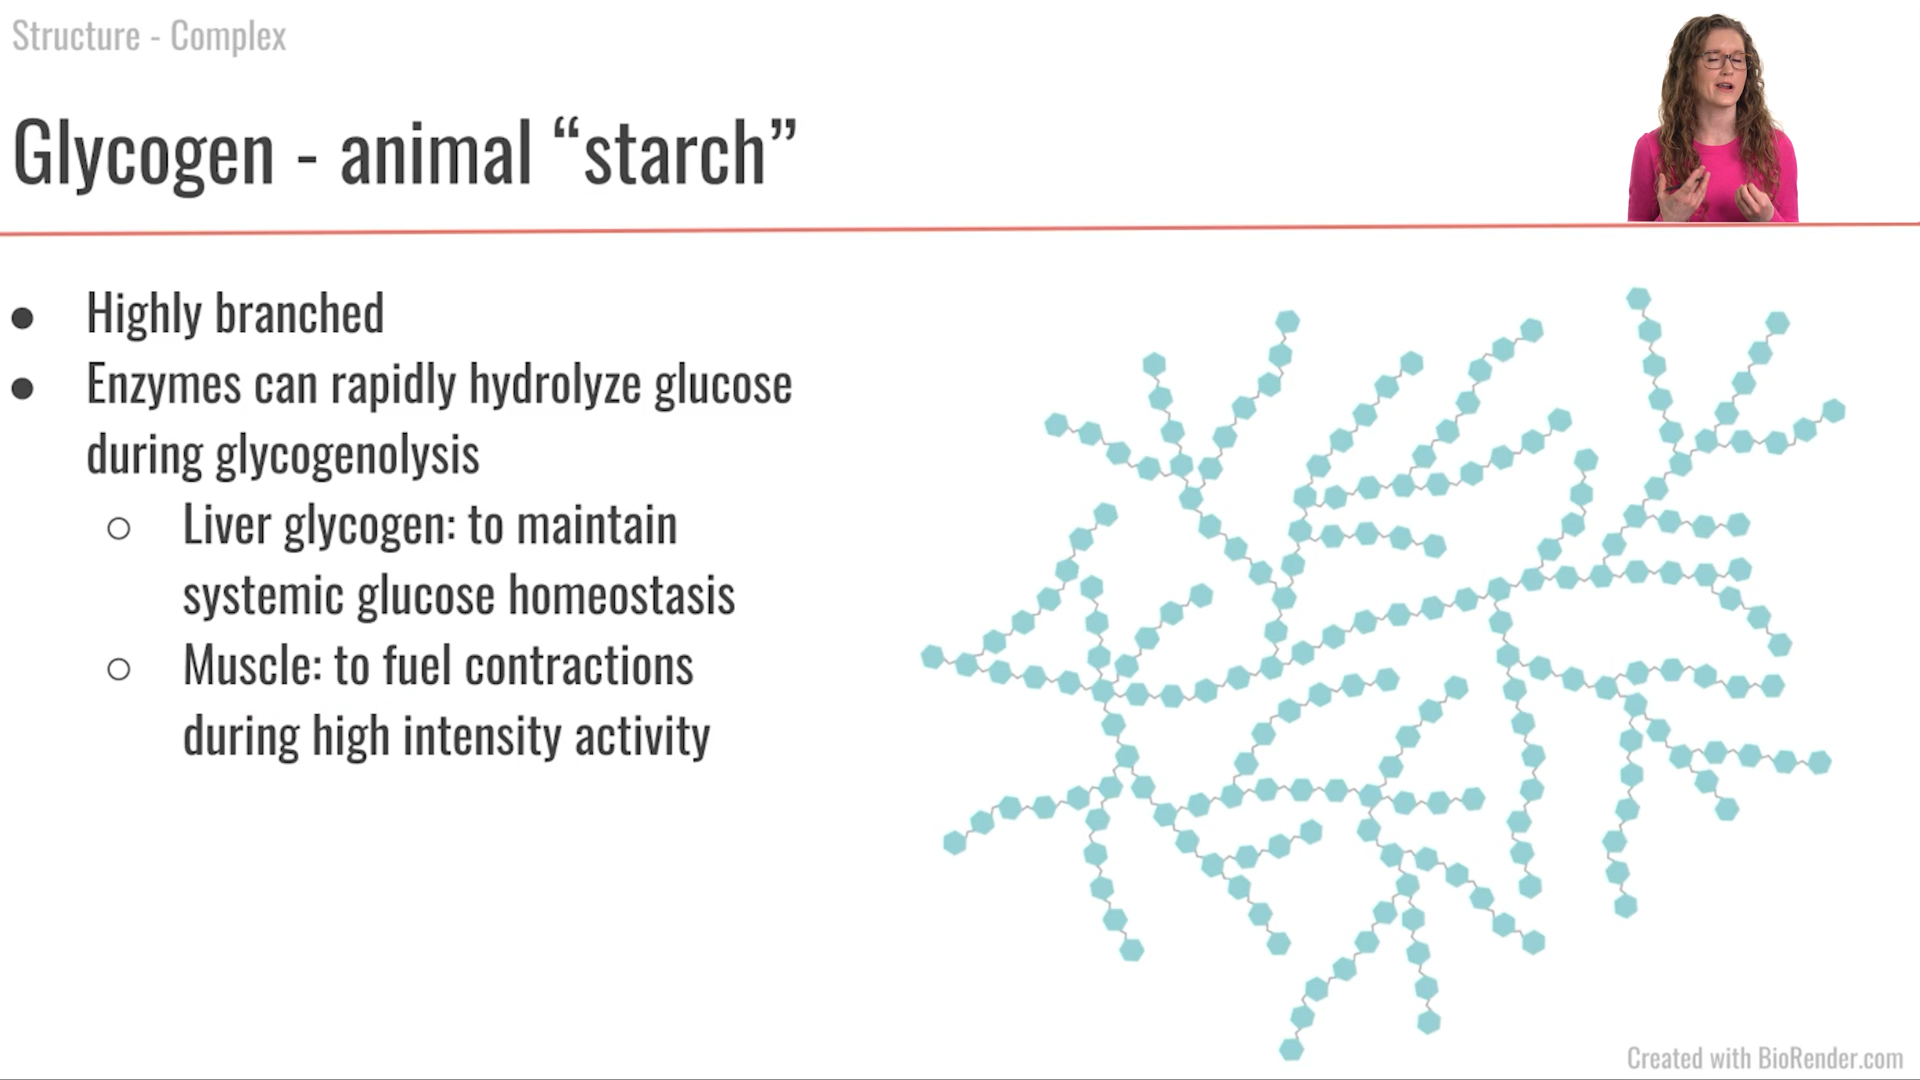 Structure - Complex
Glycogen - animal “starch”
● Highly branched
● Enzymes can rapidly hydrolyze glucose
during glycogenolysis
○ Liver glycogen: to maintain
systemic glucose homeostasis
○ Muscle: to fuel contractions
during high intensity activity
Created with BioRender.com